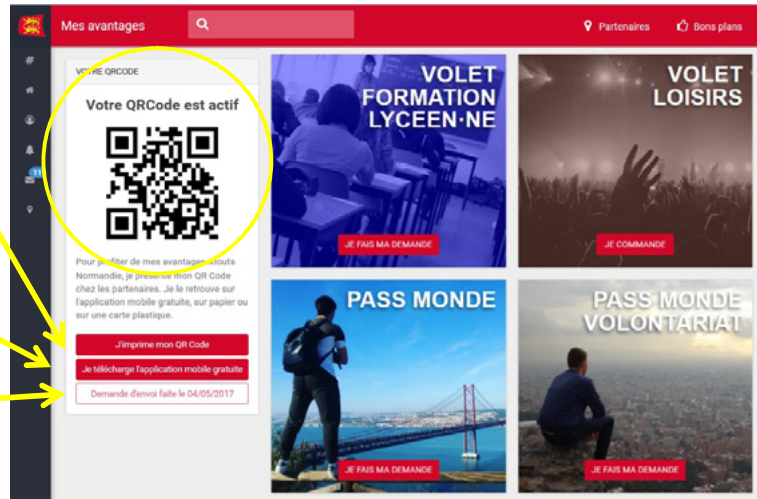 Mes avantages
Partenaires
Bons plans
#
11
VOTRE QRCODE
Votre QRCode est actif
Pour profiter de mes avantages Atouts
Normandie, je présente mon QR Code
chez les partenaires. Je le retrouve sur
l'application mobile gratuite, sur papier ou
sur une carte plastique.
J'imprime mon QR Code
Je télécharge l'application mobile gratuite
Demande d'envoi faite le 04/05/2017
VOLET
FORMATION
LYCEEN·NE
JE FAIS MA DEMANDE
VOLET
LOISIRS
JE COMMANDE
PASS MONDE
JE FAIS MA DEMANDE
PASS MONDE
VOLONTARIAT
JE FAIS MA DEMANDE